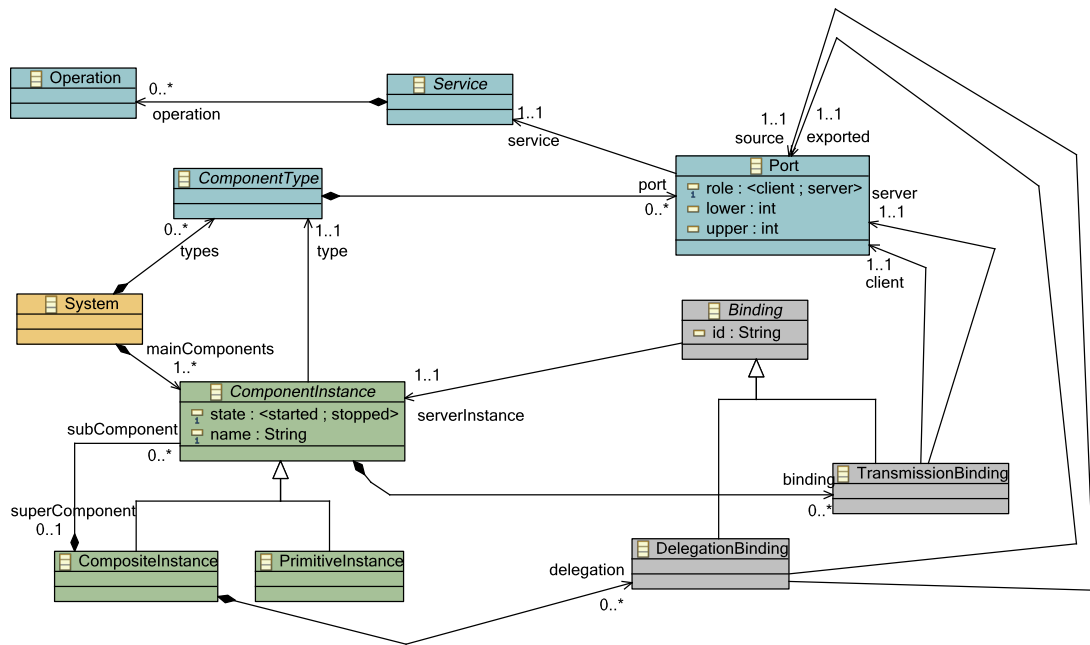 Operation
0..*
operation
Service
1..1
service
1..1
source
1..1
exported
Port
role : <client ; server>
lower : int
upper : int
server
1..1
1..1
client
ComponentType
port
0..*
0..*
types
1..1
type
System
mainComponents
1..*
Binding
id : String
1..1
serverInstance
ComponentInstance
state : <started ; stopped>
name : String
subComponent
0..*
superComponent
0..1
binding
0..*
TransmissionBinding
CompositeInstance
PrimitiveInstance
DelegationBinding
delegation
0..*